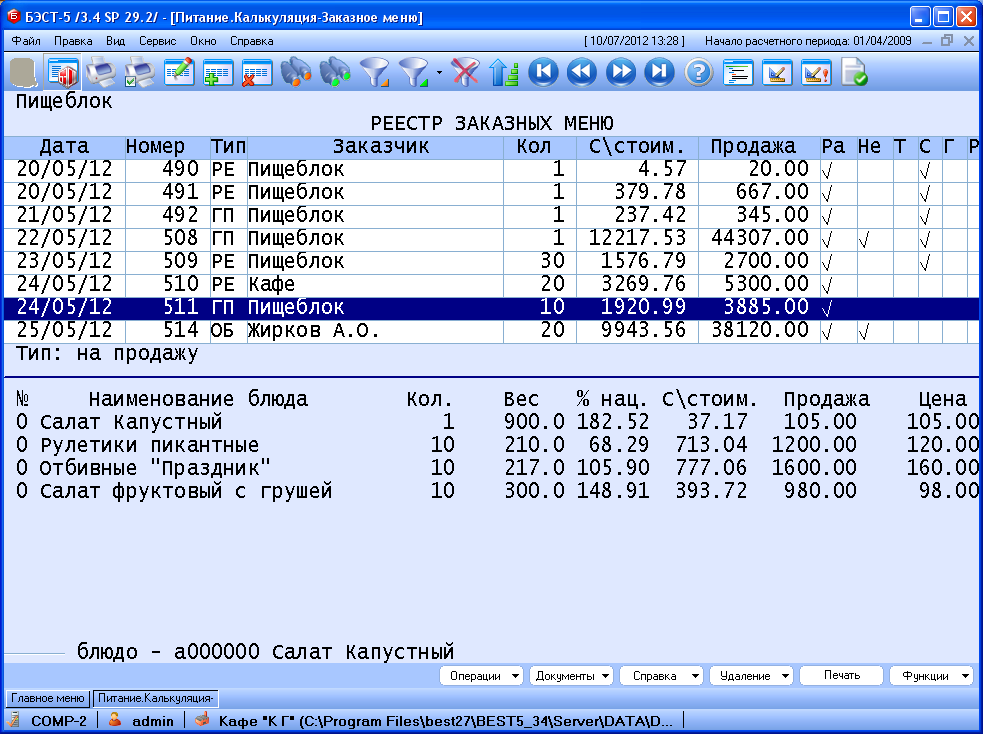 БЭСТ-5 /3.4 SP 29.2/ - [Питание.Калькуляция-Заказное меню]
Файл Правка Вид Сервис Окно Справка [ 10/07/2012 13:28 ] Начало расчетного периода: 01/04/2009
Пищеблок
РЕЕСТР ЗАКАЗНЫХ МЕНЮ
Дата Номер Тип Заказчик Кол С\стоим. Продажа Ра Не Т С Г Р
20/05/12 490 РЕ Пищеблок 1 4.57 20.00 √ √
20/05/12 491 РЕ Пищеблок 1 379.78 667.00 √ √
21/05/12 492 ГП Пищеблок 1 237.42 345.00 √ √
22/05/12 508 ГП Пищеблок 1 12217.53 44307.00 √ √ √
23/05/12 509 РЕ Пищеблок 30 1576.79 2700.00 √ √
24/05/12 510 РЕ Кафе 20 3269.76 5300.00 √
24/05/12 511 ГП Пищеблок 10 1920.99 3885.00 √
25/05/12 514 ОБ Жирков А.О. 20 9943.56 38120.00 √ √
Тип: на продажу
№ Наименование блюда Кол. Вес % нац. С\стоим. Продажа Цена
0 Салат Капустный 1 900.0 182.52 37.17 105.00 105.00
0 Рулетики пикантные 10 210.0 68.29 713.04 1200.00 120.00
0 Отбивные "Праздник" 10 217.0 105.90 777.06 1600.00 160.00
0 Салат фруктовый с грушей 10 300.0 148.91 393.72 980.00 98.00
блюдо - а000000 Салат Капустный
Операции Документы Справка Удаление Печать Функции
Главное меню Питание.Калькуляция-
COMP-2 admin Кафе "К Г" (C:\Program Files\best27\BEST5_34\Server\DATA\D...